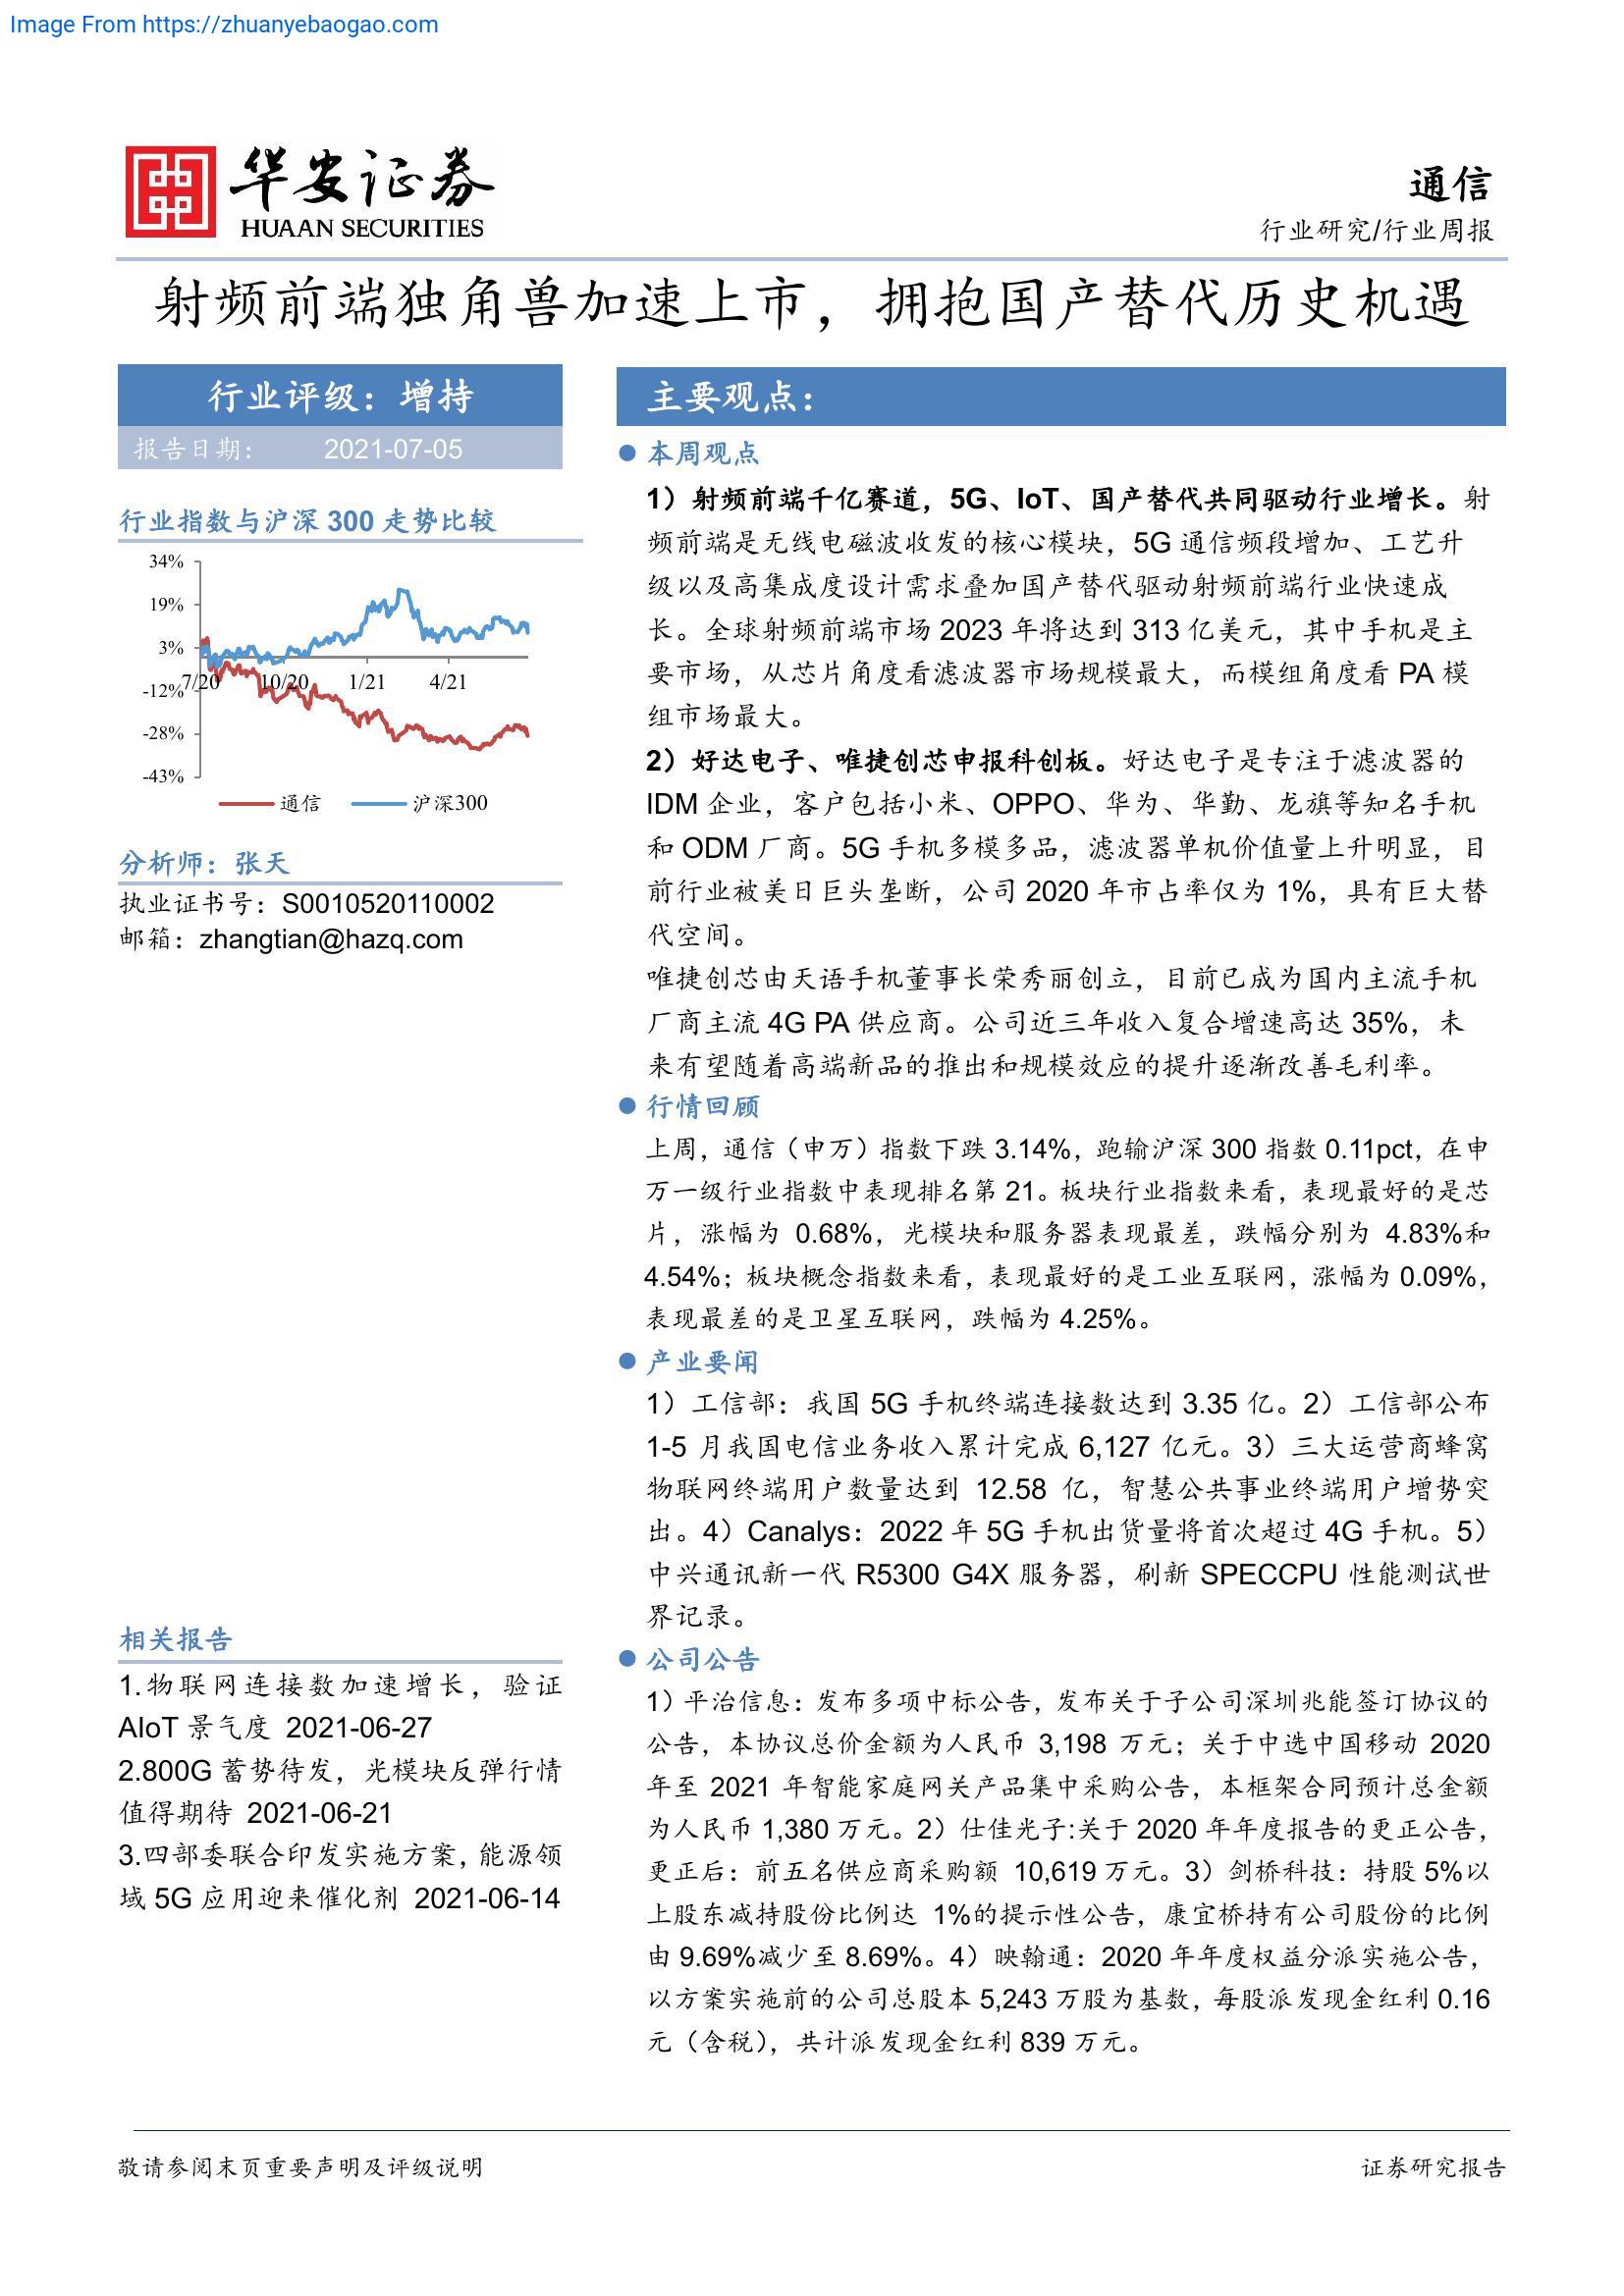 Image From https://zhuanyebaogao.com
华安证券
HUAAN SECURITIES
通信
行业研究/行业周报
射频前端独角兽加速上市，拥抱国产替代历史机遇
行业评级：增持
报告日期： 2021-07-05
行业指数与沪深 300 走势比较
34%
19%
3%
-12%
-28%
-43%
7/20 10/20 1/21 4/21
通信 沪深300
分析师：张天
执业证书号：S0010520110002
邮箱：zhangtian@hazq.com
相关报告
1.物联网连接数加速增长，验证
AIoT 景气度 2021-06-27
2.800G 蓄势待发，光模块反弹行情
值得期待 2021-06-21
3.四部委联合印发实施方案,能源领
域 5G 应用迎来催化剂 2021-06-14
主要观点：
本周观点
1）射频前端千亿赛道，5G、IoT、国产替代共同驱动行业增长。射
频前端是无线电磁波收发的核心模块，5G 通信频段增加、工艺升
级以及高集成度设计需求叠加国产替代驱动射频前端行业快速成
长。全球射频前端市场 2023 年将达到 313 亿美元，其中手机是主
要市场，从芯片角度看滤波器市场规模最大，而模组角度看 PA 模
组市场最大。
2）好达电子、唯捷创芯申报科创板。好达电子是专注于滤波器的
IDM 企业，客户包括小米、OPPO、华为、华勤、龙旗等知名手机
和 ODM 厂商。5G 手机多模多品，滤波器单机价值量上升明显，目
前行业被美日巨头垄断，公司 2020 年市占率仅为 1%，具有巨大替
代空间。
唯捷创芯由天语手机董事长荣秀丽创立，目前已成为国内主流手机
厂商主流 4G PA 供应商。公司近三年收入复合增速高达 35%，未
来有望随着高端新品的推出和规模效应的提升逐渐改善毛利率。
行情回顾
上周，通信（申万）指数下跌 3.14%，跑输沪深 300 指数 0.11pct，在申
万一级行业指数中表现排名第 21。板块行业指数来看，表现最好的是芯
片，涨幅为 0.68%，光模块和服务器表现最差，跌幅分别为 4.83%和
4.54%；板块概念指数来看，表现最好的是工业互联网，涨幅为 0.09%，
表现最差的是卫星互联网，跌幅为 4.25%。
产业要闻
1）工信部：我国 5G 手机终端连接数达到 3.35 亿。2）工信部公布
1-5 月我国电信业务收入累计完成 6,127 亿元。3）三大运营商蜂窝
物联网终端用户数量达到 12.58 亿，智慧公共事业终端用户增势突
出。4）Canalys：2022 年 5G 手机出货量将首次超过 4G 手机。5）
中兴通讯新一代 R5300 G4X 服务器，刷新 SPECCPU 性能测试世
界记录。
公司公告
1）平治信息：发布多项中标公告，发布关于子公司深圳兆能签订协议的
公告，本协议总价金额为人民币 3,198 万元；关于中选中国移动 2020
年至 2021 年智能家庭网关产品集中采购公告，本框架合同预计总金额
为人民币 1,380 万元。2）仕佳光子:关于 2020 年年度报告的更正公告，
更正后：前五名供应商采购额 10,619 万元。3）剑桥科技：持股 5%以
上股东减持股份比例达 1%的提示性公告，康宜桥持有公司股份的比例
由 9.69%减少至 8.69%。4）映翰通：2020 年年度权益分派实施公告，
以方案实施前的公司总股本 5,243 万股为基数，每股派发现金红利 0.16
元（含税），共计派发现金红利 839 万元。
敬请参阅末页重要声明及评级说明
证券研究报告